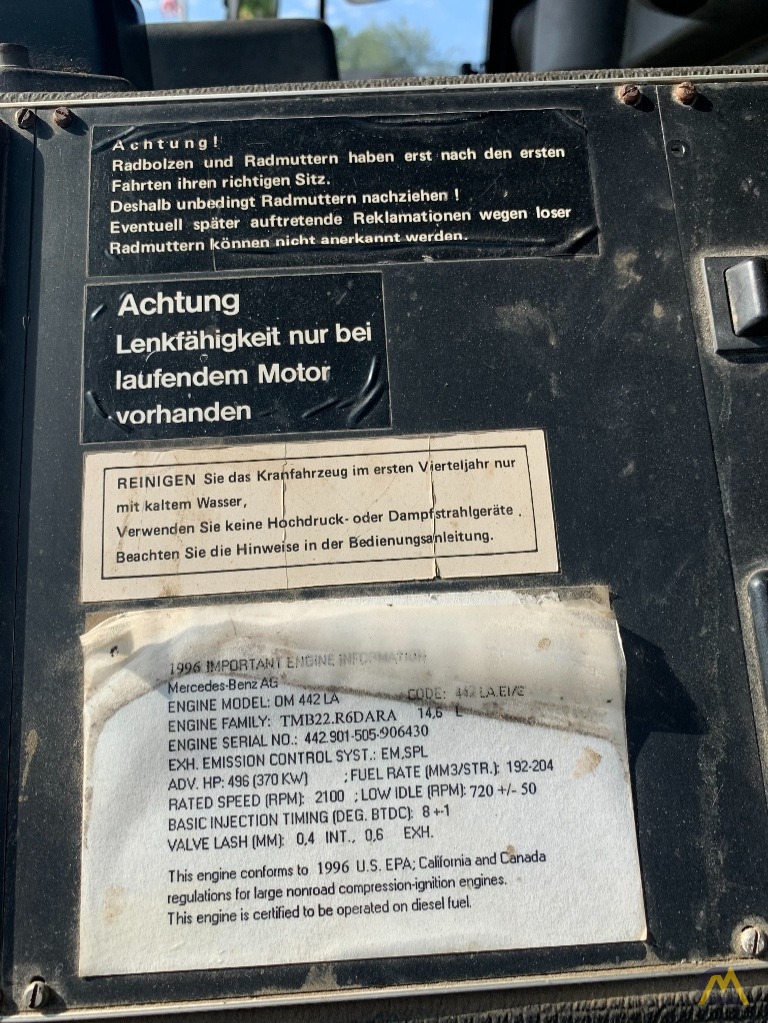 Achtung!
Radbolzen und Radmuttern haben erst nach den ersten
Fahrten ihren richtigen Sitz.
Deshalb unbedingt Radmuttern nachziehen !
Eventuell später auftretende Reklamationen wegen loser
Radmuttern können nicht anerkannt werden.
Achtung
Lenkfähigkeit nur bei
laufendem Motor
vorhanden
REINIGEN Sie das Kranfahrzeug im ersten Vierteljahr nur
mit kaltem Wasser,
Verwenden Sie keine Hochdruck- oder Dampfstrahlgeräte .
Beachten Sie die Hinweise in der Bedienungsanleitung.
1996 IMPORTANT ENGINE INFORMATION
Mercedes-Benz AG
ENGINE MODEL: OM 442 LA CODE: 442 LA.EI/2
ENGINE FAMILY: TMB22.R6DARA 14,6 L
ENGINE SERIAL NO.: 442.901-505-906430
EXH. EMISSION CONTROL SYST.: EM,SPL
ADV. HP: 496 (370 KW) ; FUEL RATE (MM3/STR.): 192-204
RATED SPEED (RPM): 2100 ; LOW IDLE (RPM): 720 +/- 50
BASIC INJECTION TIMING (DEG. BTDC): 8 +-1
VALVE LASH (MM): 0,4 INT., 0,6 EXH.
This engine conforms to 1996 U.S. EPA; California and Canada
regulations for large nonroad compression-ignition engines.
This engine is certified to be operated on diesel fuel.